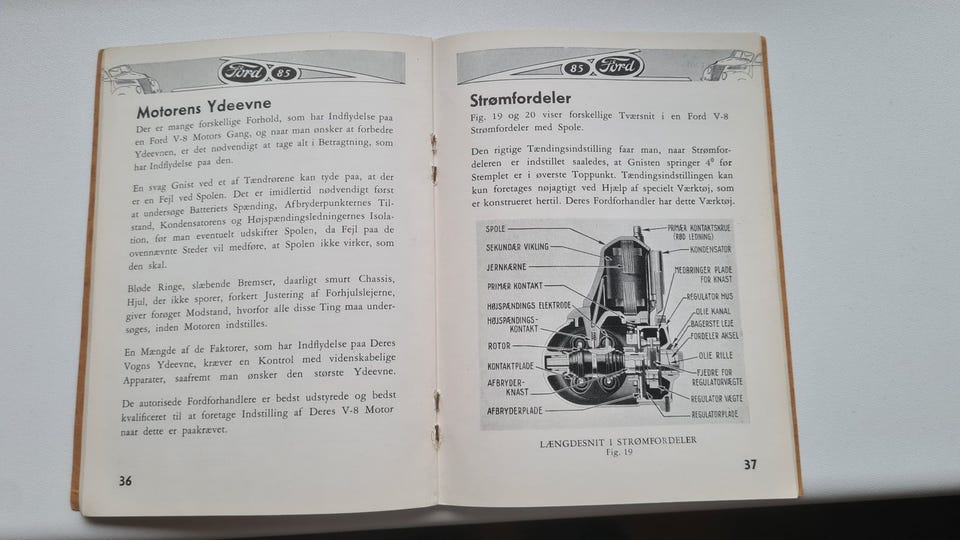 Ford 85
Motorens Ydeevne
Der er mange forskellige Forhold, som har Indflydelse paa
en Ford V-8 Motors Gang, og naar man ønsker at forbedre
Ydeevnen, er det nødvendigt at tage alt i Betragtning, som
har Indflydelse paa den.
En svag Gnist ved et af Tændrørene kan tyde paa, at der
er en Fejl ved Spolen. Det er imidlertid nødvendigt først
at undersøge Batteriets Spænding, Afbryderpunkternes Til-
stand, Kondensatorens og Højspændingsledningernes Isola-
tion, før man eventuelt udskifter Spolen, da Fejl paa de
ovennævnte Steder vil medføre, at Spolen ikke virker, som
den skal.
Bløde Ringe, slæbende Bremser, daarligt smurt Chassis,
Hjul, der ikke sporer, forkert Justering af Forhjulslejerne,
giver forøget Modstand, hvorfor alle disse Ting maa under-
søges, inden Motoren indstilles.
En Mængde af de Faktorer, som har Indflydelse paa Deres
Vogns Ydeevne, kræver en Kontrol med videnskabelige
Apparater, saafremt man ønsker den største Ydeevne.
De autorisede Fordforhandlere er bedst udstyrede og bedst
kvalificeret til at foretage Indstilling af Deres V-8 Motor
naar dette er paakrævet.
36
85 Ford
Strømfordeler
Fig. 19 og 20 viser forskellige Tværsnit i en Ford V-8
Strømfordeler med Spole.
Den rigtige Tændingsindstilling faar man, naar Strømfor-
deleren er indstillet saaledes, at Gnisten springer 4° før
Stemplet er i øverste Toppunkt. Tændingsindstillingen kan
kun foretages nøjagtigt ved Hjælp af specielt Værktøj, som
er konstrueret hertil. Deres Fordforhandler har dette Værktøj.
SPOLE
SEKUNDÆR VIKLING
JERNKÆRNE
PRIMÆR KONTAKT
HØJSPÆNDINGS ELEKTRODE
HØJSPÆNDINGS-
KONTAKT
ROTOR
KONTAKTPLADE
AFBRYDER-
KNAST
AFBRYDERPLADE
PRIMÆR KONTAKTSKRUE
(RØD LEDNING)
KONDENSATOR
MEDBRINGER PLADE
FOR KNAST
REGULATOR HUS
OLIE KANAL
BAGERSTE LEJE
FORDELER AKSEL
OLIE RILLE
FJEDRE FOR
REGULATORVÆGTE
REGULATOR VÆGTE
REGULATORPLADE
LÆNGDESNIT I STRØMFORDELER
Fig. 19
37